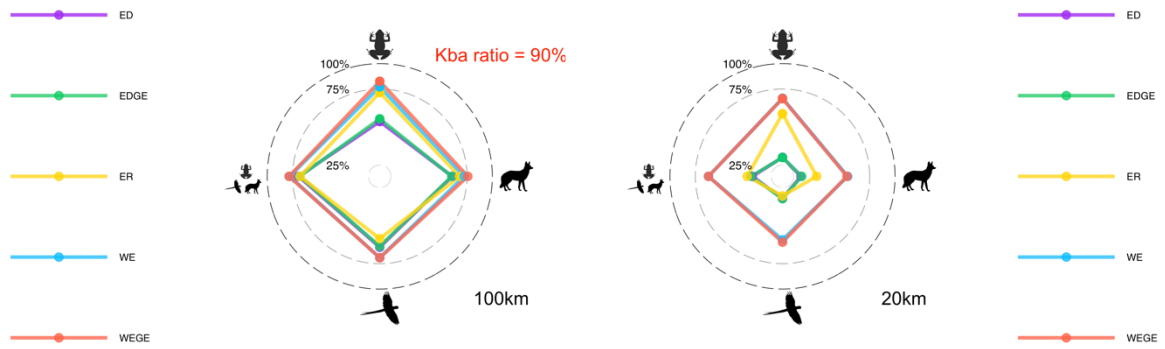 ED
EDGE
ER
WE
WEGE
Kba ratio = 90%
100%
75%
25%
100km
100%
75%
25%
20km
ED
EDGE
ER
WE
WEGE